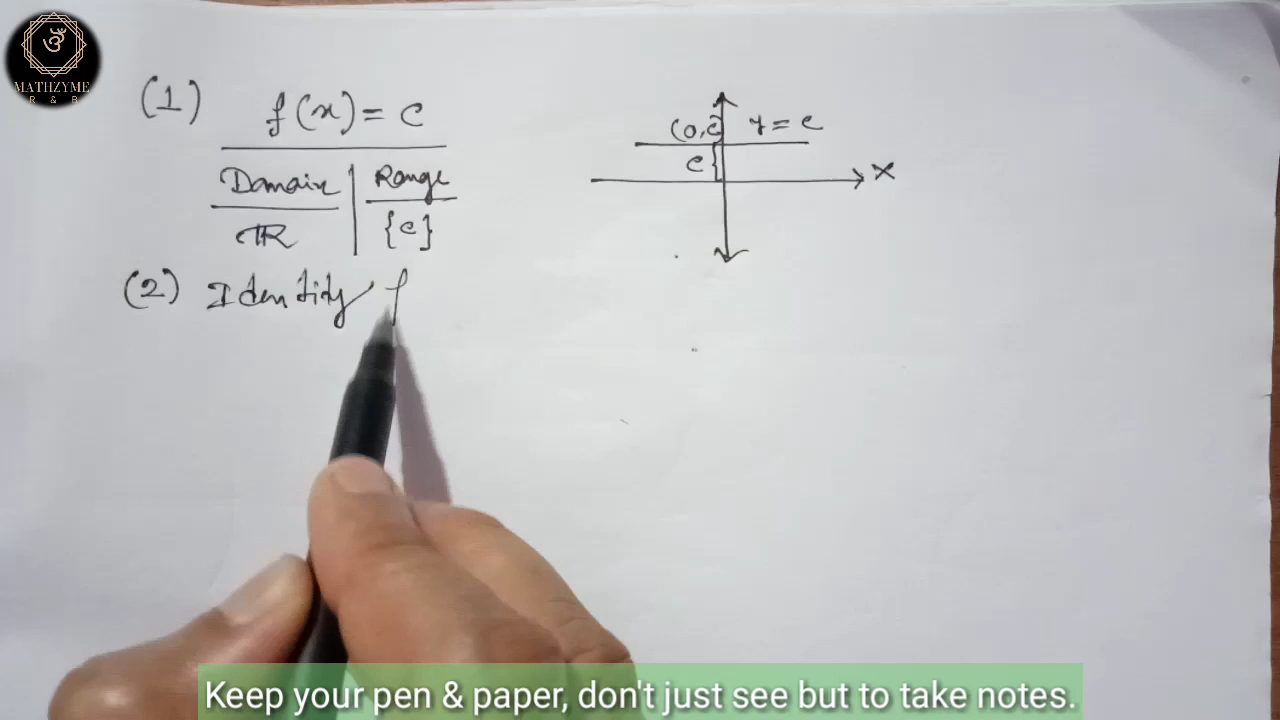 ॐ
MATHZYME
R & B
(1) f(x) = c
(0,c) y = c
c
x
Domain | Range
ℝ | {c}
(2) Identity f
Keep your pen & paper, don't just see but to take notes.